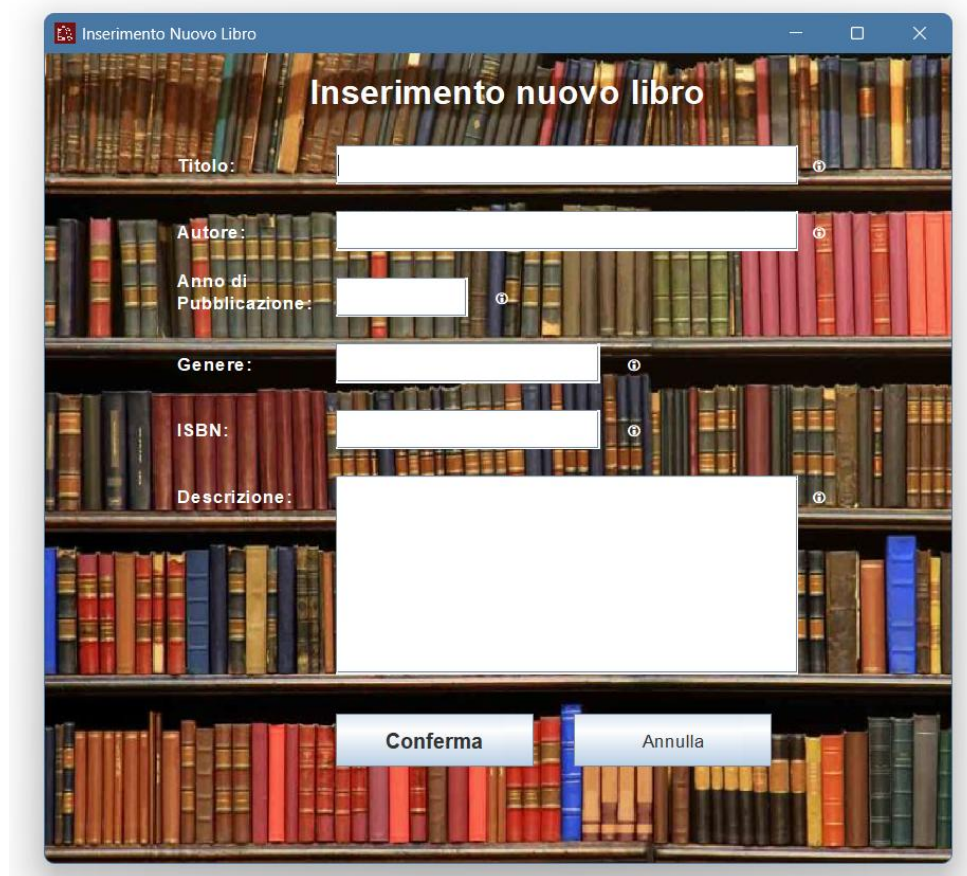 Inserimento Nuovo Libro
Inserimento nuovo libro
Titolo:
Autore:
Anno di
Pubblicazione:
Genere:
ISBN:
Descrizione:
Conferma
Annulla